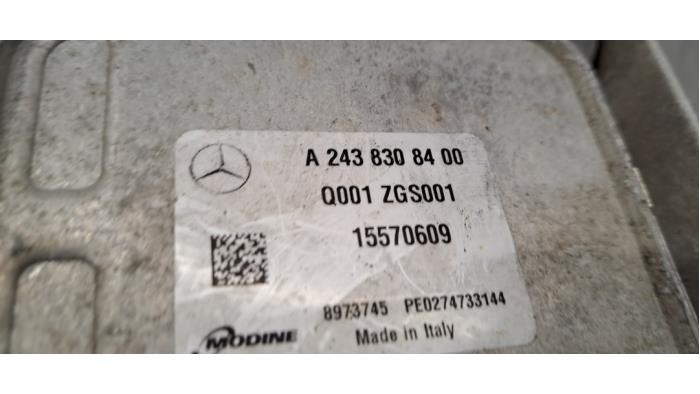 A 243 830 84 00
Q001 ZGS001
15570609
8973745 PE0274733144
MODINE
Made in Italy